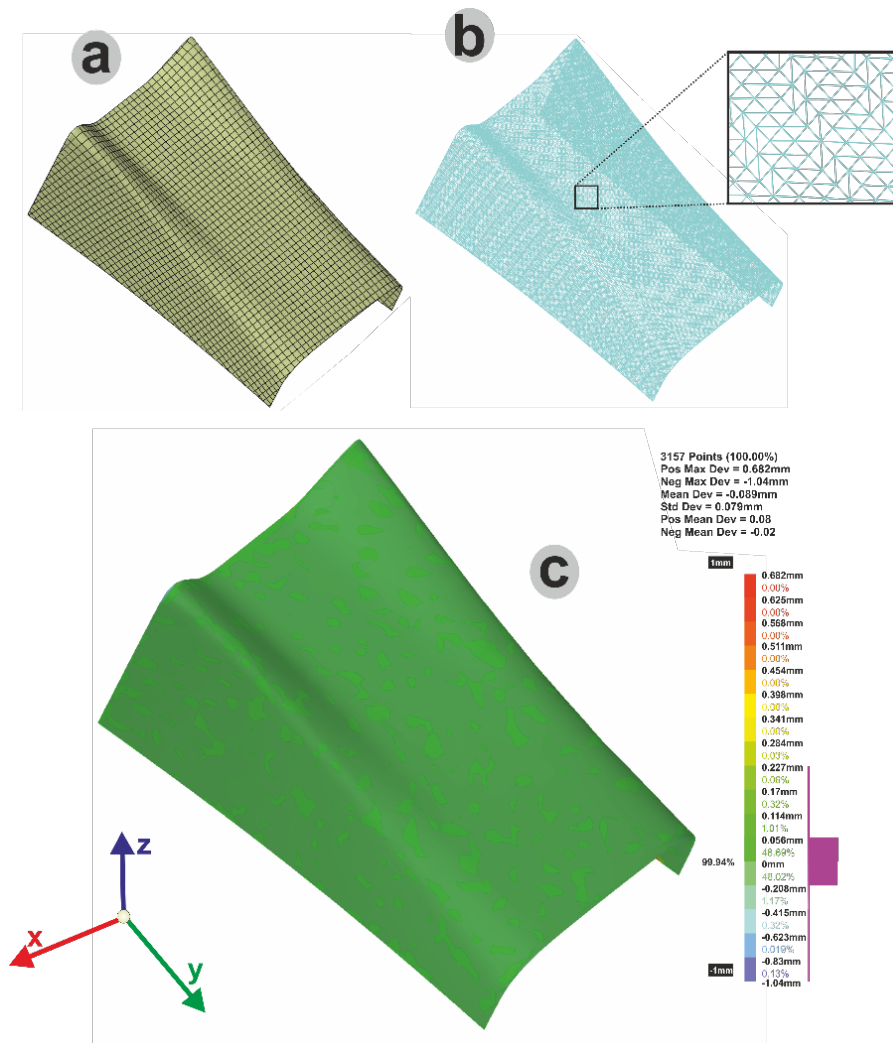 a
b
3157 Points (100.00%)
Pos Max Dev = 0.682mm
Neg Max Dev = -1.04mm
Mean Dev = -0.089mm
Std Dev = 0.079mm
Pos Mean Dev = 0.08
Neg Mean Dev = -0.02
c
1mm
0.682mm
0.00%
0.625mm
0.00%
0.568mm
0.00%
0.511mm
0.00%
0.454mm
0.00%
0.398mm
0.00%
0.341mm
0.00%
0.284mm
0.03%
0.227mm
0.06%
0.17mm
0.32%
0.114mm
1.01%
0.056mm
48.69%
99.94%
0mm
48.02%
-0.208mm
1.17%
-0.415mm
0.32%
-0.623mm
0.019%
-0.83mm
-1mm
0.13%
-1.04mm
z
x
y